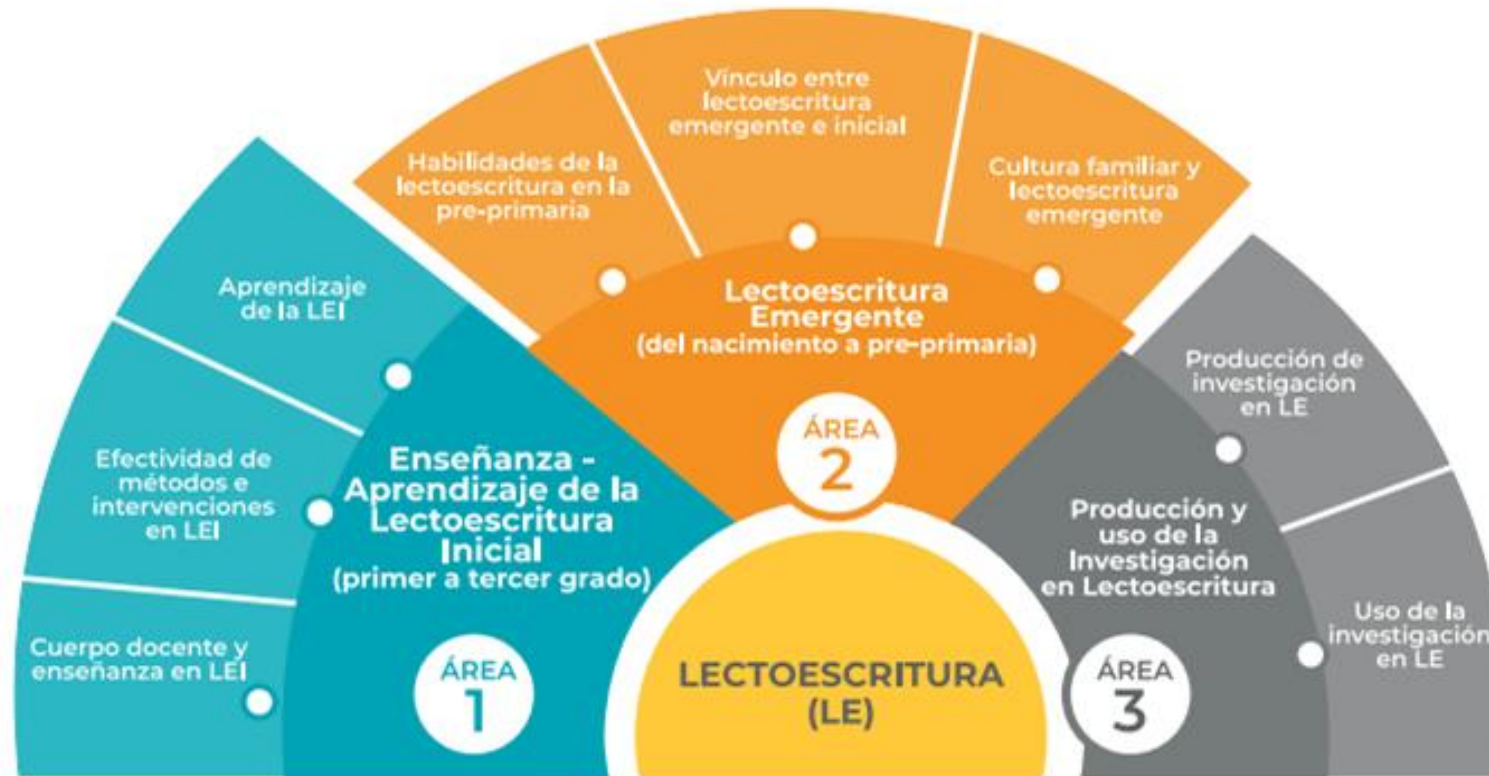 Cuerpo docente y
enseñanza en LEI
Efectividad de
métodos e
intervenciones
en LEI
Aprendizaje
de la LEI
Enseñanza -
Aprendizaje de la
Lectoescritura
Inicial
(primer a tercer grado)
ÁREA
1
Habilidades de la
lectoescritura en la
pre-primaria
Vínculo entre
lectoescritura
emergente e inicial
Cultura familiar y
lectoescritura
emergente
Lectoescritura
Emergente
(del nacimiento a pre-primaria)
ÁREA
2
Producción de
investigación
en LE
Uso de la
investigación
en LE
Producción y
uso de la
Investigación
en Lectoescritura
ÁREA
3
LECTOESCRITURA
(LE)